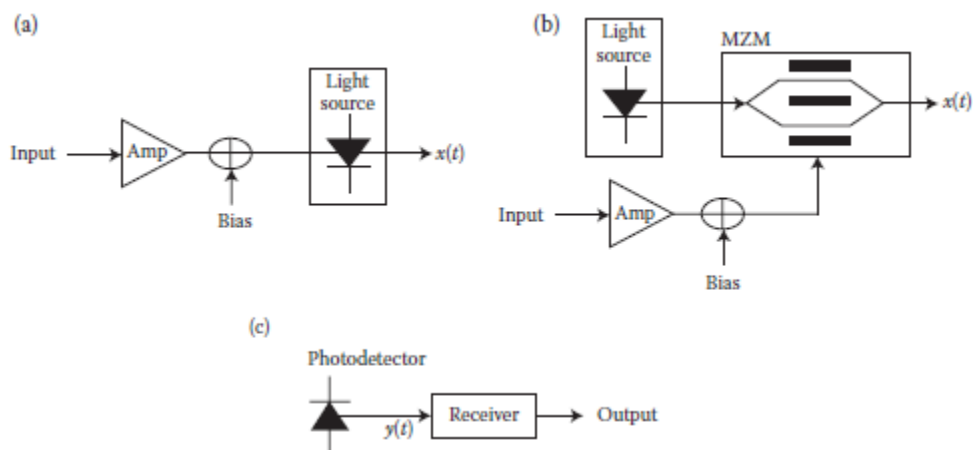 (a)
Light
source
Input
Amp
x(t)
Bias
(b)
Light
source
MZM
x(t)
Input
Amp
Bias
(c)
Photodetector
y(t)
Receiver
Output